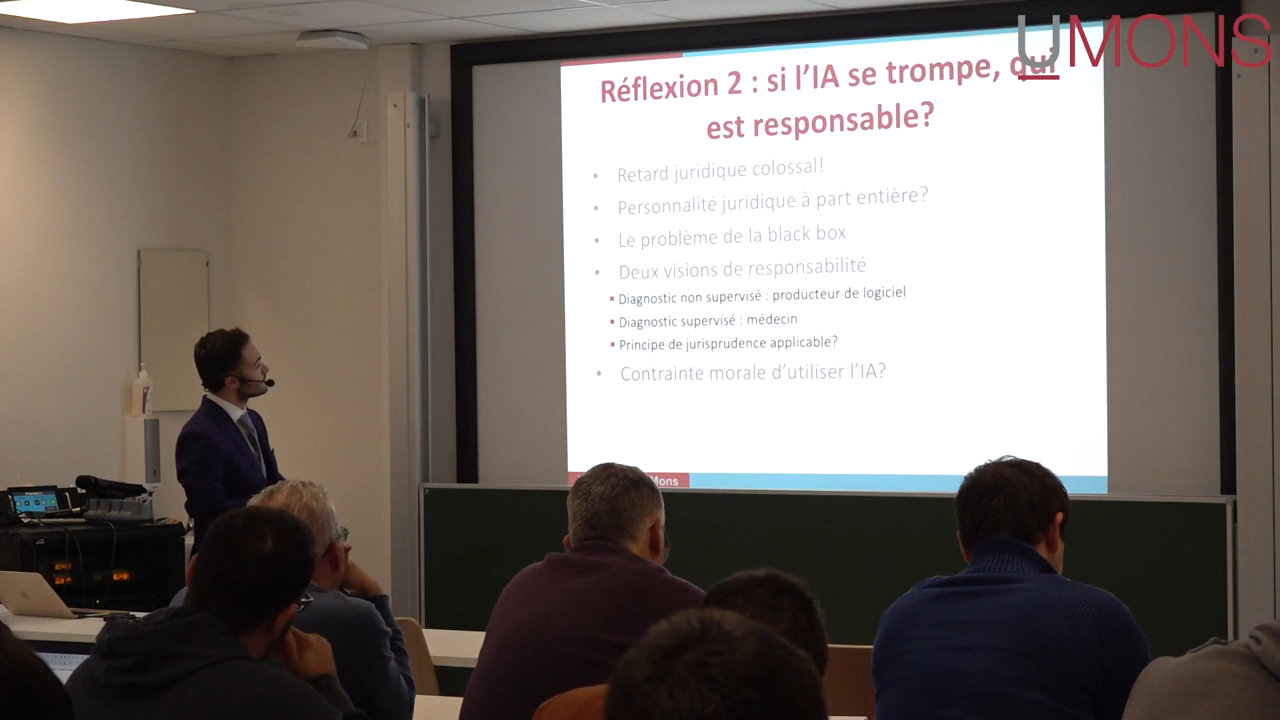 UMONS
Réflexion 2 : si l'IA se trompe, qui
est responsable?
• Retard juridique colossal!
• Personnalité juridique à part entière?
• Le problème de la black box
• Deux visions de responsabilité
▪ Diagnostic non supervisé : producteur de logiciel
▪ Diagnostic supervisé : médecin
▪ Principe de jurisprudence applicable?
• Contrainte morale d'utiliser l'IA?
Mons